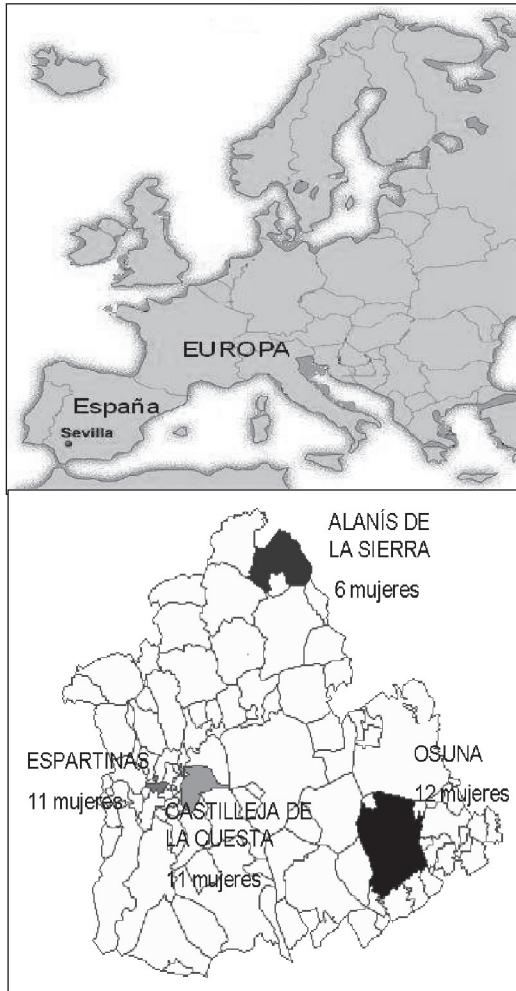 EUROPA
España
Sevilla
ALANÍS DE
LA SIERRA
6 mujeres
ESPARTINAS
11 mujeres
OSUNA
12 mujeres
CASTILLEJA DE
LA QUESTA
11 mujeres